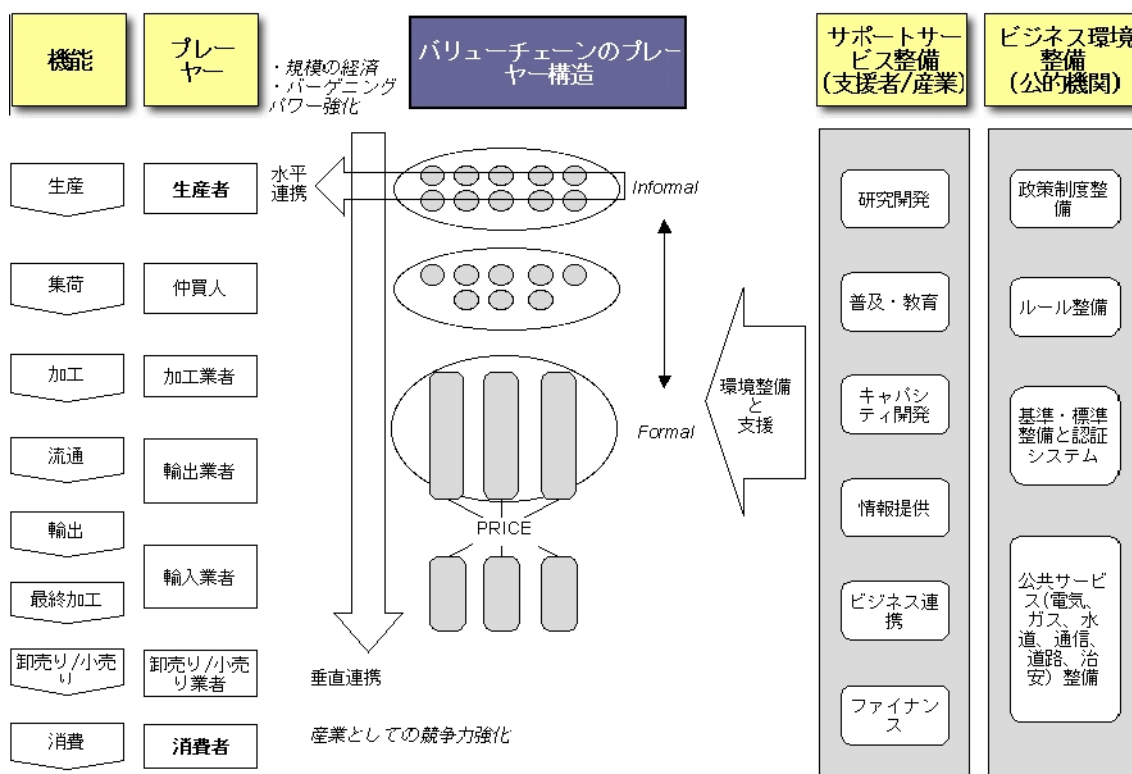 機能
プレー
ヤー
・規模の経済
・バーゲニング
パワー強化
バリューチェーンのプレー
ヤー構造
サポートサー
ビス整備
(支援者/産業)
ビジネス環境
整備
(公的機関)
生産
集荷
加工
流通
輸出
最終加工
卸売り/小売
り
消費
生産者
仲買人
加工業者
輸出業者
輸入業者
卸売り/小売
り業者
消費者
水平
連携
Informal
Formal
PRICE
垂直連携
産業としての競争力強化
環境整備
と
支援
研究開発
普及・教育
キャパシ
ティ開発
情報提供
ビジネス連
携
ファイナン
ス
政策制度整
備
ルール整備
基準・標準
整備と認証
システム
公共サービ
ス(電気、
ガス、水
道、通信、
道路、治
安）整備